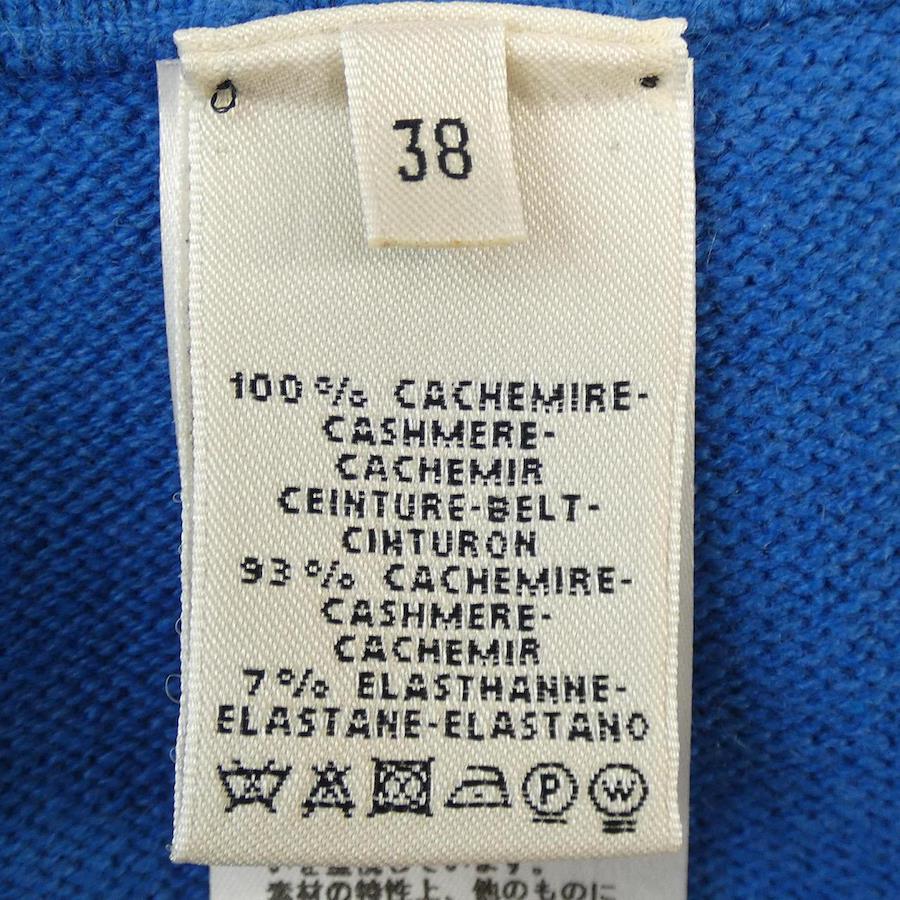 38
100 % CACHEMIRE-
CASHMERE-
CACHEMIR
CEINTURE-BELT-
CINTURON
93 % CACHEMIRE-
CASHMERE-
CACHEMIR
7 % ELASTHANNE-
ELASTANE-ELASTANO
P W
素材の特性上、他のものに